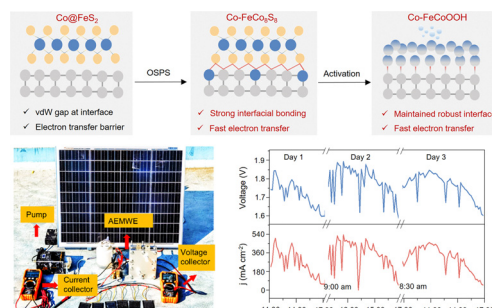 Co@FeS₂
✓ vdW gap at interface
✓ Electron transfer barrier
OSPS
Co-FeCo₈S₈
✓ Strong interfacial bonding
✓ Fast electron transfer
Activation
Co-FeCoOOH
✓ Maintained robust interface
✓ Fast electron transfer
Pump
AEMWE
Voltage
collector
Current
collector
Day 1
Day 2
Day 3
Voltage (V)
1.9
1.8
1.7
1.6
j (mA cm⁻²)
540
360
180
0
9:00 am
8:30 am